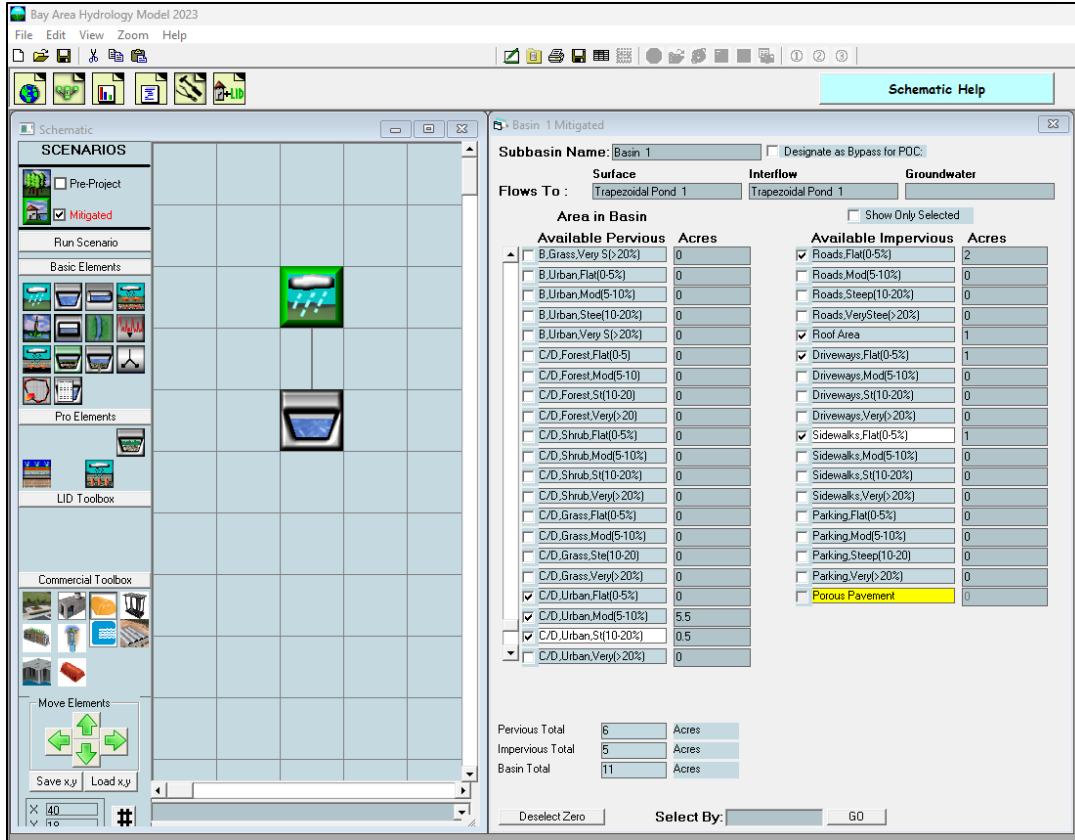 Bay Area Hydrology Model 2023
File Edit View Zoom Help
① ② ③
+LID
Schematic Help
Schematic
SCENARIOS
Pre-Project
Mitigated
Run Scenario
Basic Elements
Pro Elements
LID Toolbox
Commercial Toolbox
Move Elements
Save x,y Load x,y
X 40
#
Basin 1 Mitigated
Subbasin Name: Basin 1 Designate as Bypass for POC:
Surface Interflow Groundwater
Flows To : Trapezoidal Pond 1 Trapezoidal Pond 1
Area in Basin Show Only Selected
Available Pervious Acres Available Impervious Acres
B,Grass,Very S(>20%) 0 Roads,Flat(0-5%) 2
B,Urban,Flat(0-5%) 0 Roads,Mod(5-10%) 0
B,Urban,Mod(5-10%) 0 Roads,Steep(10-20%) 0
B,Urban,Stee(10-20%) 0 Roads,VeryStee(>20%) 0
B,Urban,Very S(>20%) 0 Roof Area 1
C/D,Forest,Flat(0-5) 0 Driveways,Flat(0-5%) 1
C/D,Forest,Mod(5-10) 0 Driveways,Mod(5-10%) 0
C/D,Forest,St(10-20) 0 Driveways,St(10-20%) 0
C/D,Forest,Very(>20) 0 Driveways,Very(>20%) 0
C/D,Shrub,Flat(0-5%) 0 Sidewalks,Flat(0-5%) 1
C/D,Shrub,Mod(5-10%) 0 Sidewalks,Mod(5-10%) 0
C/D,Shrub,St(10-20%) 0 Sidewalks,St(10-20%) 0
C/D,Shrub,Very(>20%) 0 Sidewalks,Very(>20%) 0
C/D,Grass,Flat(0-5%) 0 Parking,Flat(0-5%) 0
C/D,Grass,Mod(5-10%) 0 Parking,Mod(5-10%) 0
C/D,Grass,Ste(10-20) 0 Parking,Steep(10-20) 0
C/D,Grass,Very(>20%) 0 Parking,Very(>20%) 0
C/D,Urban,Flat(0-5%) 0 Porous Pavement 0
C/D,Urban,Mod(5-10%) 5.5
C/D,Urban,St(10-20%) 0.5
C/D,Urban,Very(>20%) 0
Pervious Total 6 Acres
Impervious Total 5 Acres
Basin Total 11 Acres
Deselect Zero Select By: GO